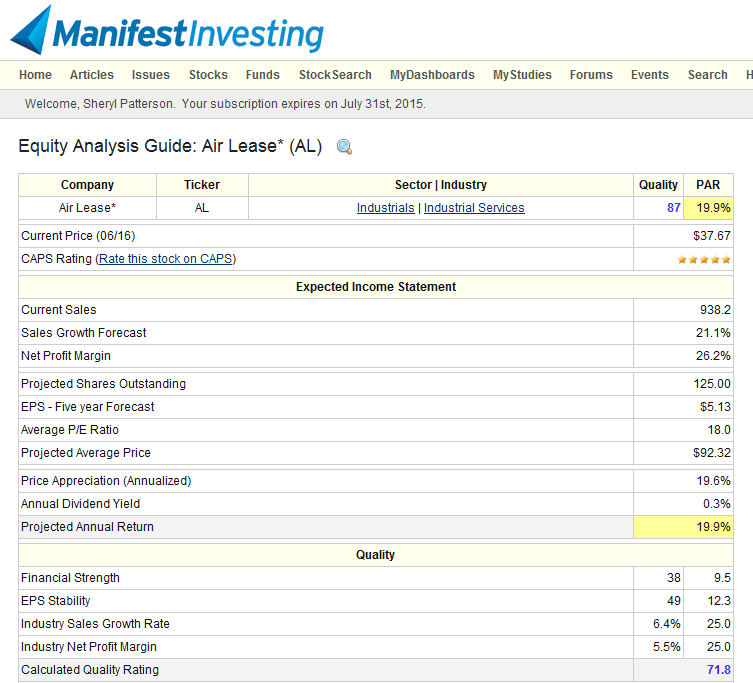 ManifestInvesting
Home Articles Issues Stocks Funds StockSearch MyDashboards MyStudies Forums Events Search H
Welcome, Sheryl Patterson. Your subscription expires on July 31st, 2015.
Equity Analysis Guide: Air Lease* (AL)
Company Ticker Sector | Industry Quality PAR
Air Lease* AL Industrials | Industrial Services 87 19.9%
Current Price (06/16) $37.67
CAPS Rating (Rate this stock on CAPS)
Expected Income Statement
Current Sales 938.2
Sales Growth Forecast 21.1%
Net Profit Margin 26.2%
Projected Shares Outstanding 125.00
EPS - Five year Forecast $5.13
Average P/E Ratio 18.0
Projected Average Price $92.32
Price Appreciation (Annualized) 19.6%
Annual Dividend Yield 0.3%
Projected Annual Return 19.9%
Quality
Financial Strength 38 9.5
EPS Stability 49 12.3
Industry Sales Growth Rate 6.4% 25.0
Industry Net Profit Margin 5.5% 25.0
Calculated Quality Rating 71.8